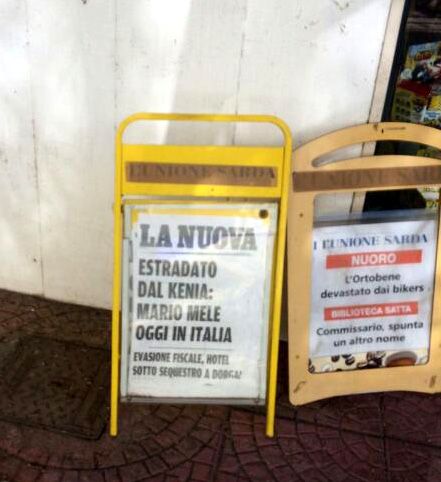 L'UNIONE SARDA
LA NUOVA
ESTRADATO
DAL KENIA:
MARIO MELE
OGGI IN ITALIA
EVASIONE FISCALE, HOTEL
SOTTO SEQUESTRO A DORGALI
L'UNIONE SARDA
L'UNIONE SARDA
NUORO
L'Ortobene
devastato dai bikers
BIBLIOTECA SATTA
Commissario, spunta
un altro nome